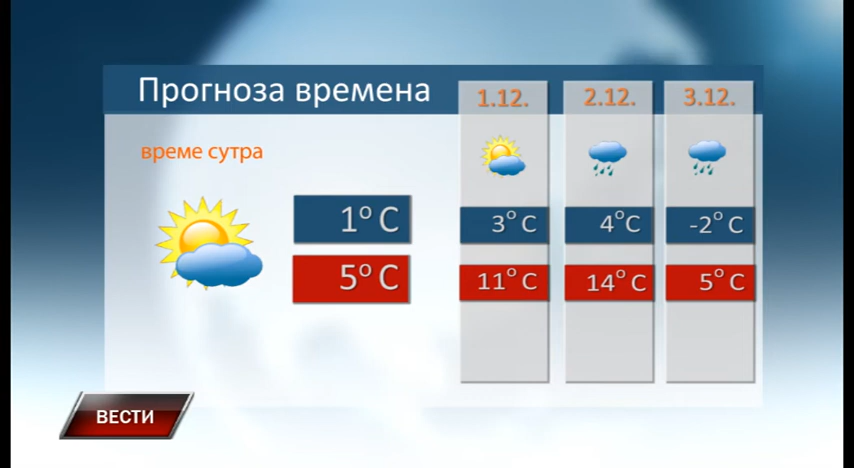 Прогноза времена
време сутра
1° C
5° C
1.12.
2.12.
3.12.
3° C
4°C
-2° C
11° C
14° C
5° C
ВЕСТИ